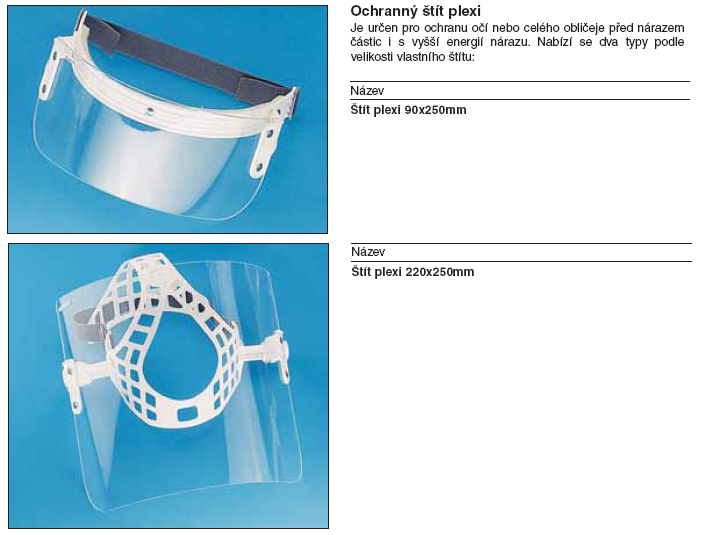 Ochranný štít plexi
Je určen pro ochranu očí nebo celého obličeje před nárazem
částic i s vyšší energií nárazu. Nabízí se dva typy podle
velikosti vlastního štítu:
Název
Štít plexi 90x250mm
Název
Štít plexi 220x250mm